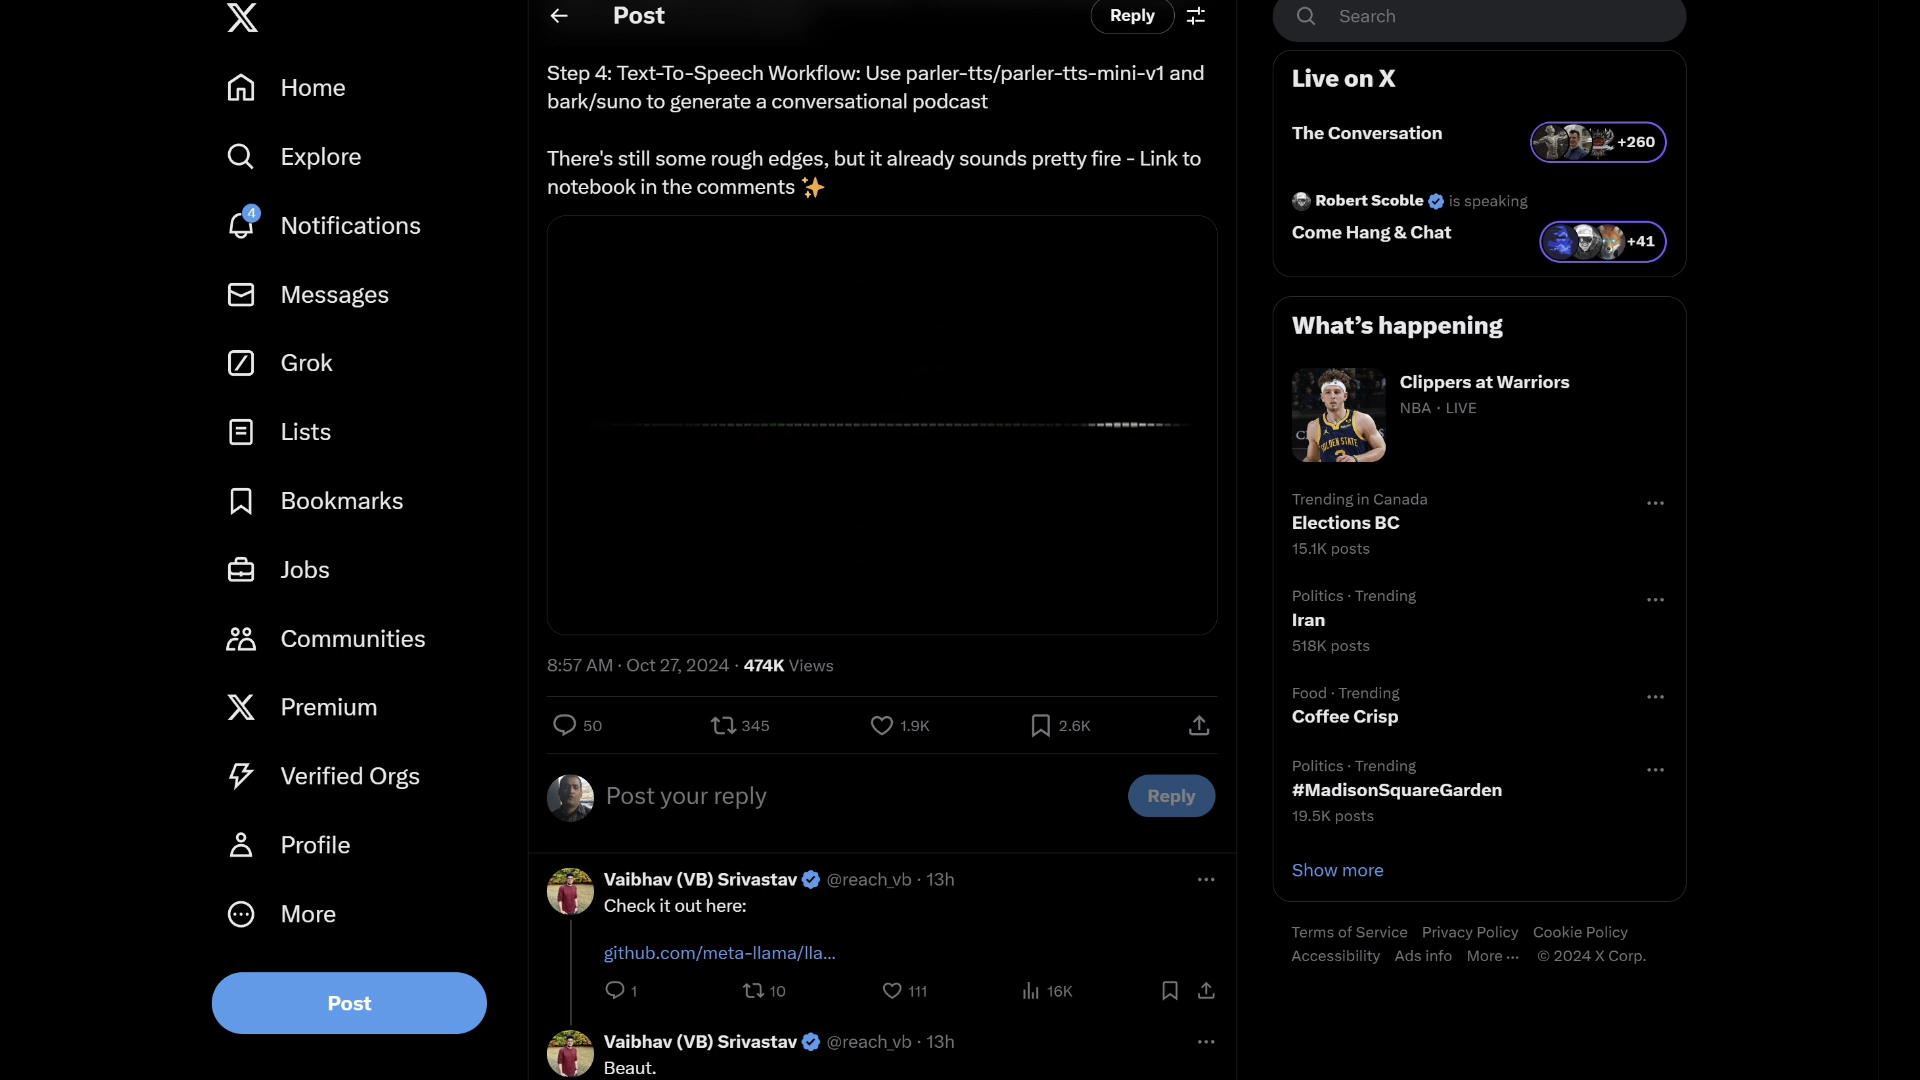 Home
Explore
4
Notifications
Messages
Grok
Lists
Bookmarks
Jobs
Communities
Premium
Verified Orgs
Profile
More
Post
Post
Reply
Step 4: Text-To-Speech Workflow: Use parler-tts/parler-tts-mini-v1 and
bark/suno to generate a conversational podcast
There's still some rough edges, but it already sounds pretty fire - Link to
notebook in the comments ✨
8:57 AM · Oct 27, 2024 · 474K Views
50
345
1.9K
2.6K
Post your reply
Reply
Vaibhav (VB) Srivastav @reach_vb · 13h
Check it out here:
github.com/meta-llama/lla...
1
10
111
16K
Vaibhav (VB) Srivastav @reach_vb · 13h
Beaut.
Search
Live on X
The Conversation
+260
Robert Scoble is speaking
Come Hang & Chat
+41
What's happening
Clippers at Warriors
NBA · LIVE
Trending in Canada
Elections BC
15.1K posts
Politics · Trending
Iran
518K posts
Food · Trending
Coffee Crisp
Politics · Trending
#MadisonSquareGarden
19.5K posts
Show more
Terms of Service Privacy Policy Cookie Policy
Accessibility Ads info More ··· © 2024 X Corp.